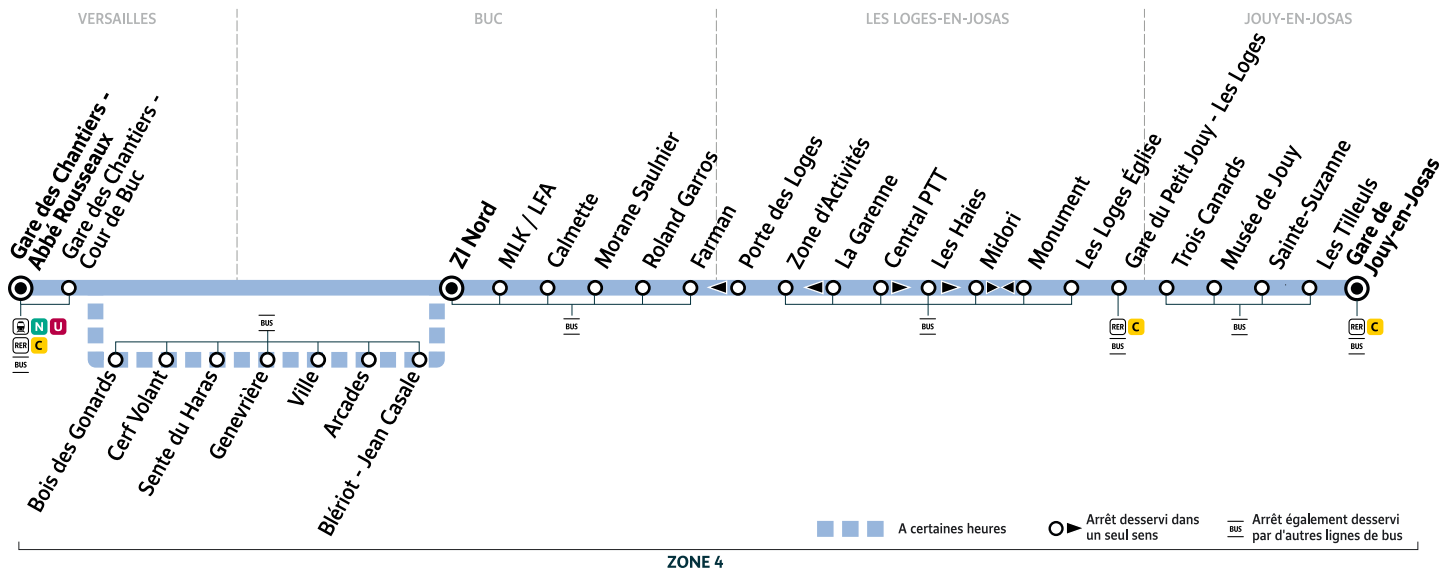 VERSAILLES
BUC
LES LOGES-EN-JOSAS
JOUY-EN-JOSAS
Gare des Chantiers -
Abbé Rousseaux
Gare des Chantiers -
Cour de Buc
ZI Nord
MLK / LFA
Calmette
Morane Saulnier
Roland Garros
Farman
Porte des Loges
Zone d'Activités
La Garenne
Central PTT
Les Haies
Midori
Monument
Les Loges Église
Gare du Petit Jouy - Les Loges
Trois Canards
Musée de Jouy
Sainte-Suzanne
Les Tilleuls
Gare de
Jouy-en-Josas
N U
RER C
BUS
BUS
BUS
BUS
RER C
BUS
BUS
RER C
BUS
Bois des Gonards
Cerf Volant
Sente du Haras
Genevrière
Ville
Arcades
Blériot - Jean Casale
A certaines heures
Arrêt desservi dans
un seul sens
BUS
Arrêt également desservi
par d'autres lignes de bus
ZONE 4